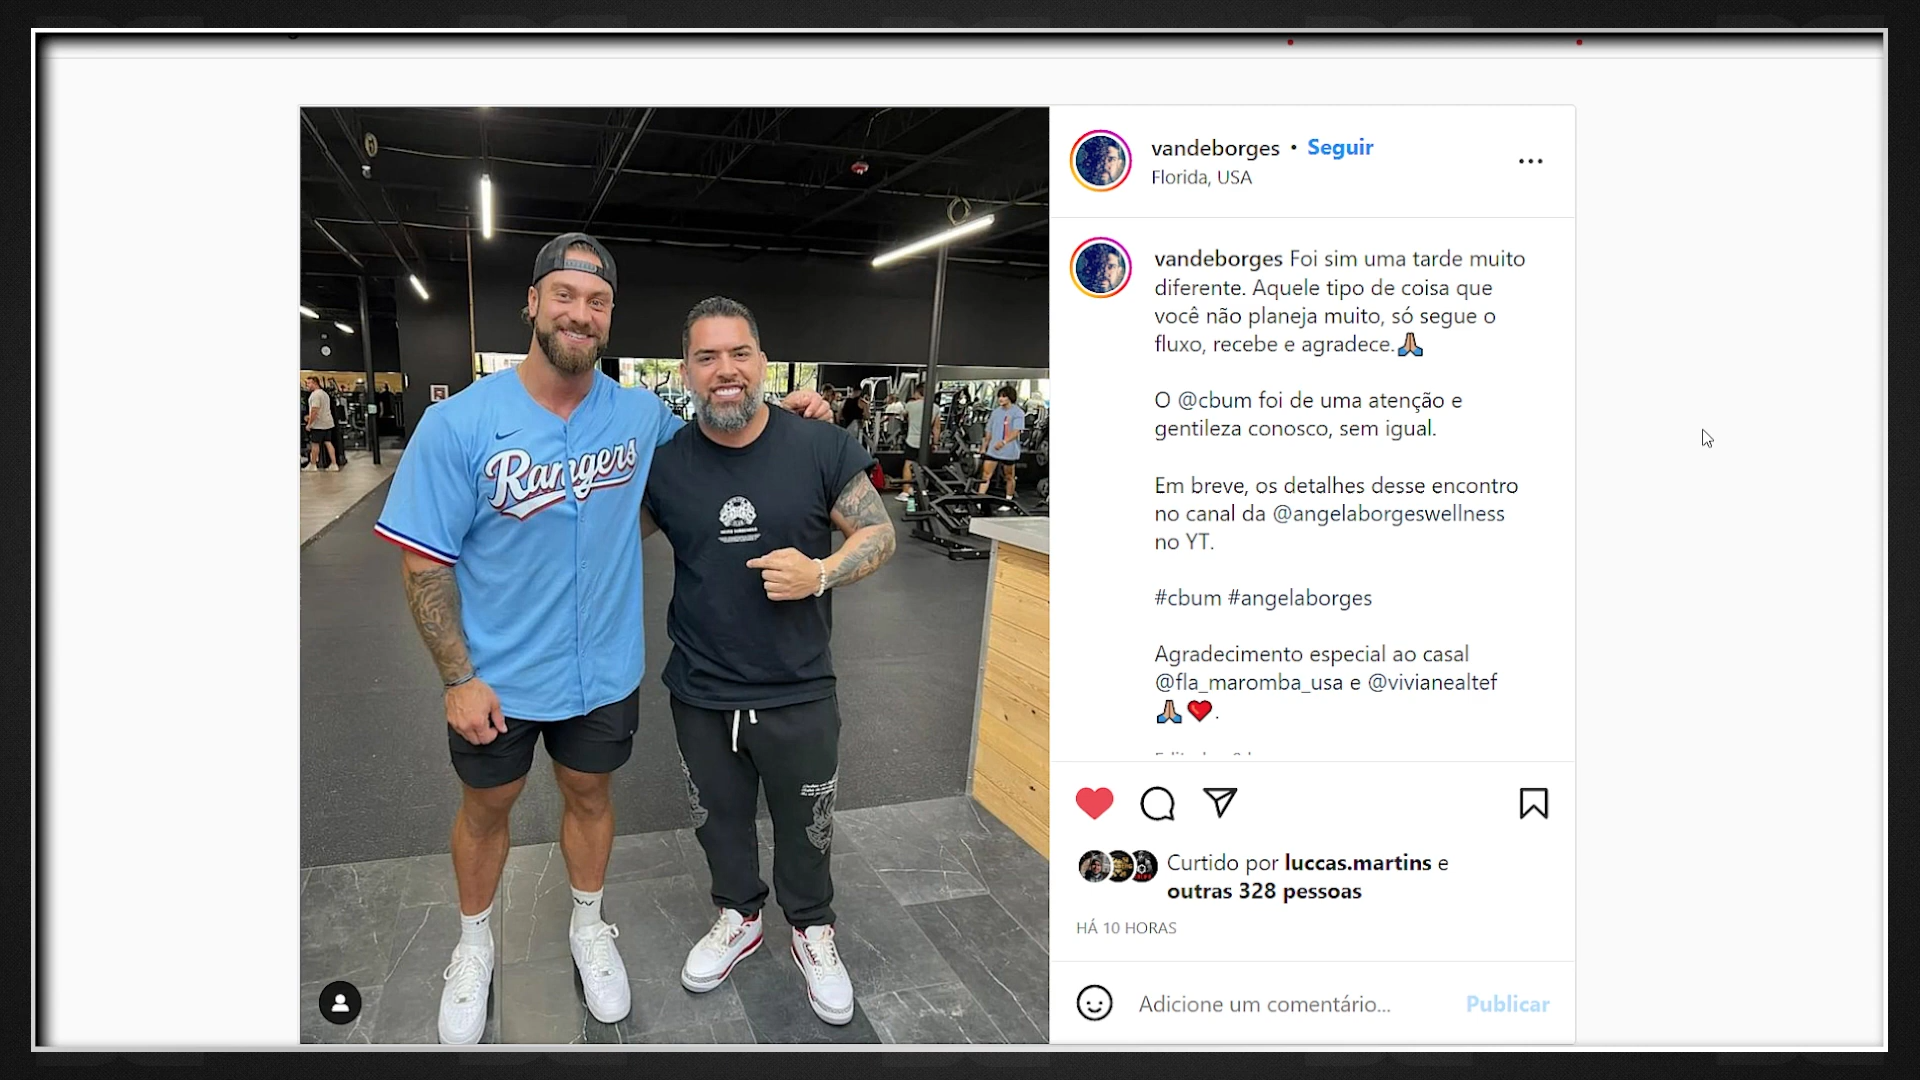 vandeborges • Seguir
Florida, USA
vandeborges Foi sim uma tarde muito
diferente. Aquele tipo de coisa que
você não planeja muito, só segue o
fluxo, recebe e agradece.🙏🏽
O @cbum foi de uma atenção e
gentileza conosco, sem igual.
Em breve, os detalhes desse encontro
no canal da @angelaborgeswellness
no YT.
#cbum #angelaborges
Agradecimento especial ao casal
@fla_maromba_usa e @vivianealtef
🙏🏽❤️.
Curtido por luccas.martins e
outras 328 pessoas
HÁ 10 HORAS
Adicione um comentário... Publicar
Rangers